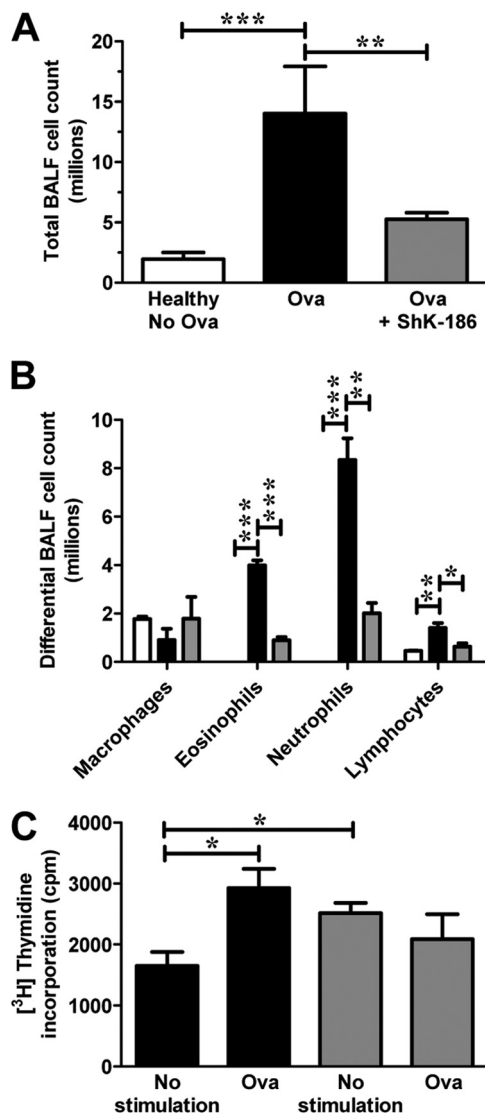 A
Total BALF cell count
(millions)
20
15
10
5
0
***
**
Healthy
No Ova
Ova
Ova
+ ShK-186
B
Differential BALF cell count
(millions)
10
8
6
4
2
0
***
***
***
**
**
*
Macrophages
Eosinophils
Neutrophils
Lymphocytes
C
[³H] Thymidine
incorporation (cpm)
4000
3000
2000
1000
0
*
*
No
stimulation
Ova
No
stimulation
Ova